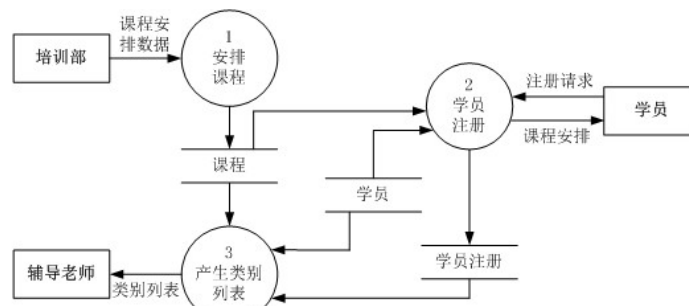 课程安
排数据
培训部
1
安排
课程
2
学员
注册
注册请求
学员
课程安排
课程
学员
学员注册
3
产生类别
列表
辅导老师
类别列表